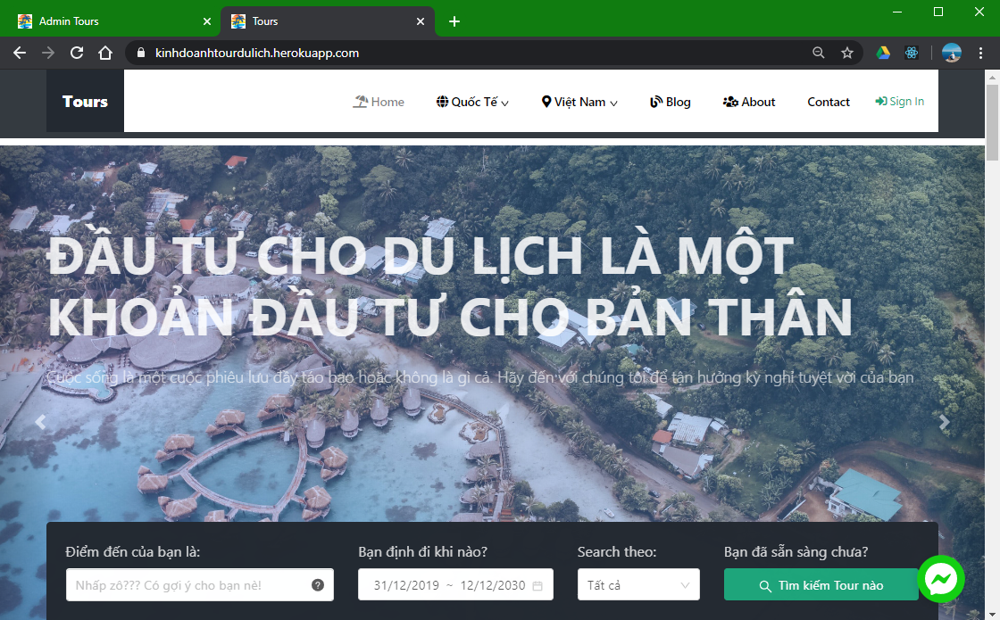 Admin Tours
Tours
kinhdoanhtourdulich.herokuapp.com
Tours
Home
Quốc Tế
Việt Nam
Blog
About
Contact
Sign In
ĐẦU TƯ CHO DU LỊCH LÀ MỘT
KHOẢN ĐẦU TƯ CHO BẢN THÂN
Cuộc sống là một cuộc phiêu lưu đầy táo bạo hoặc không là gì cả. Hãy đến với chúng tôi để tận hưởng kỳ nghỉ tuyệt vời của bạn
Điểm đến của bạn là:
Bạn định đi khi nào?
Search theo:
Bạn đã sẵn sàng chưa?
Nhấp zô??? Có gợi ý cho bạn nè!
31/12/2019 ~ 12/12/2030
Tất cả
Tìm kiếm Tour nào